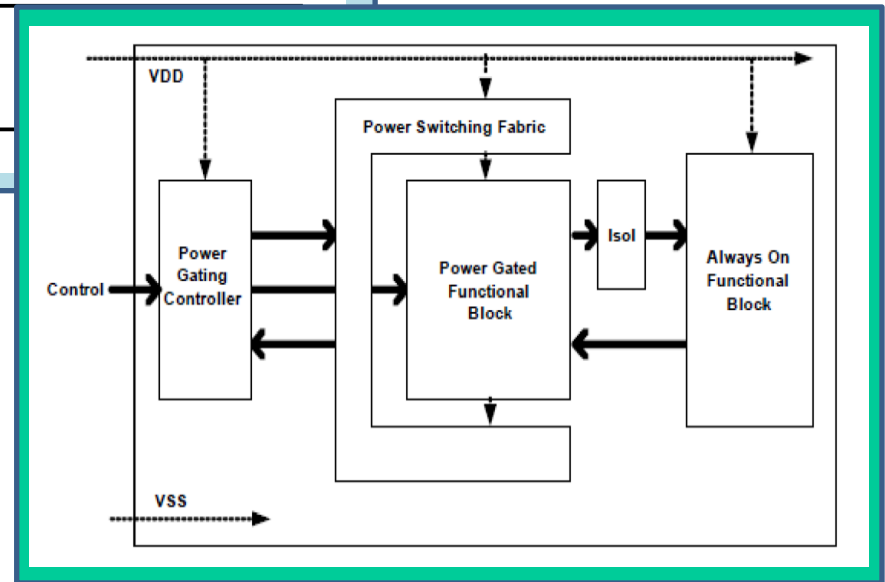 VDD
Power Switching Fabric
Control
Power
Gating
Controller
Power Gated
Functional
Block
Isol
Always On
Functional
Block
VSS